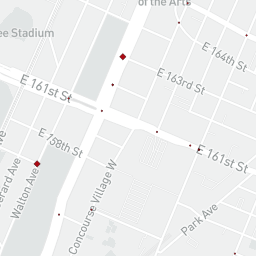 of the Arts
ee Stadium
E 164th St
E 163rd St
E 161st St
E 158th St
E 161st St
erard Ave
Walton Ave
Concourse Village W
Park Ave